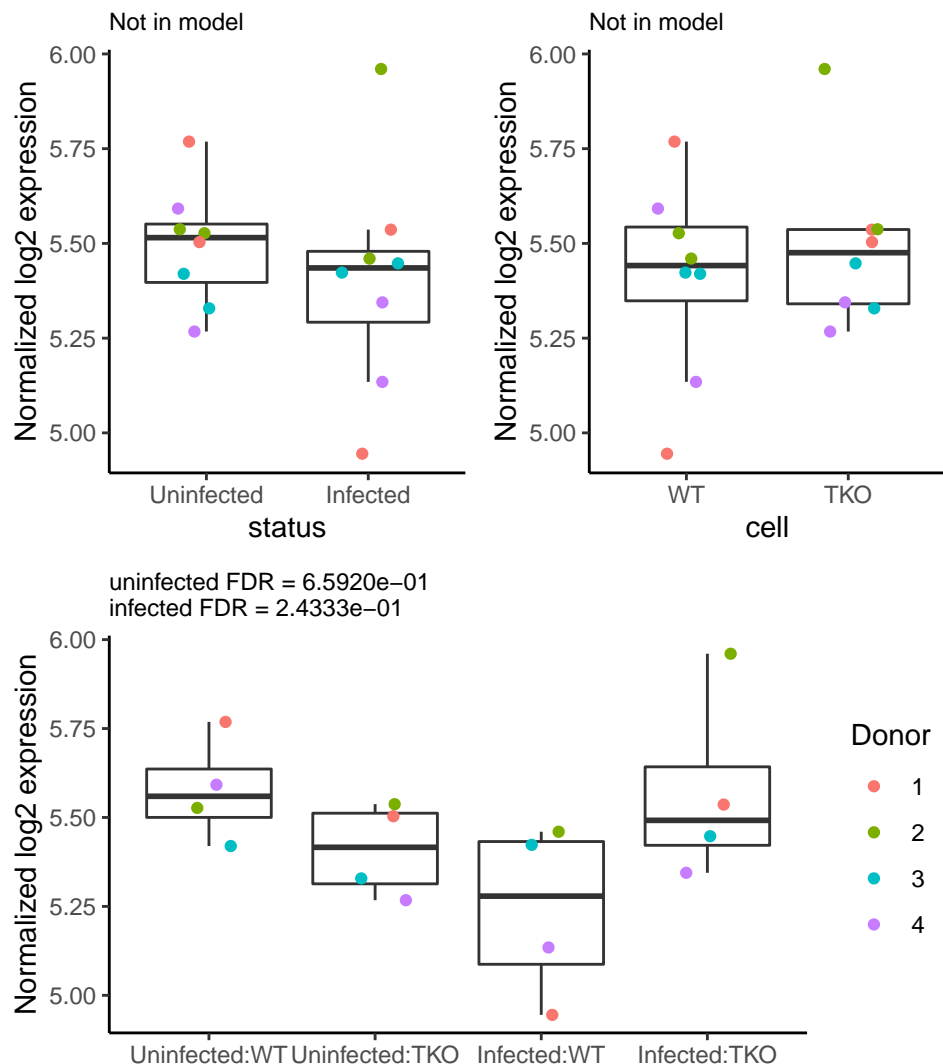 Not in model
Normalized log2 expression
6.00
5.75
5.50
5.25
5.00
Uninfected Infected
status
Not in model
Normalized log2 expression
6.00
5.75
5.50
5.25
5.00
WT TKO
cell
uninfected FDR = 6.5920e−01
infected FDR = 2.4333e−01
Normalized log2 expression
6.00
5.75
5.50
5.25
5.00
Uninfected:WT Uninfected:TKO Infected:WT Infected:TKO
Donor
1
2
3
4